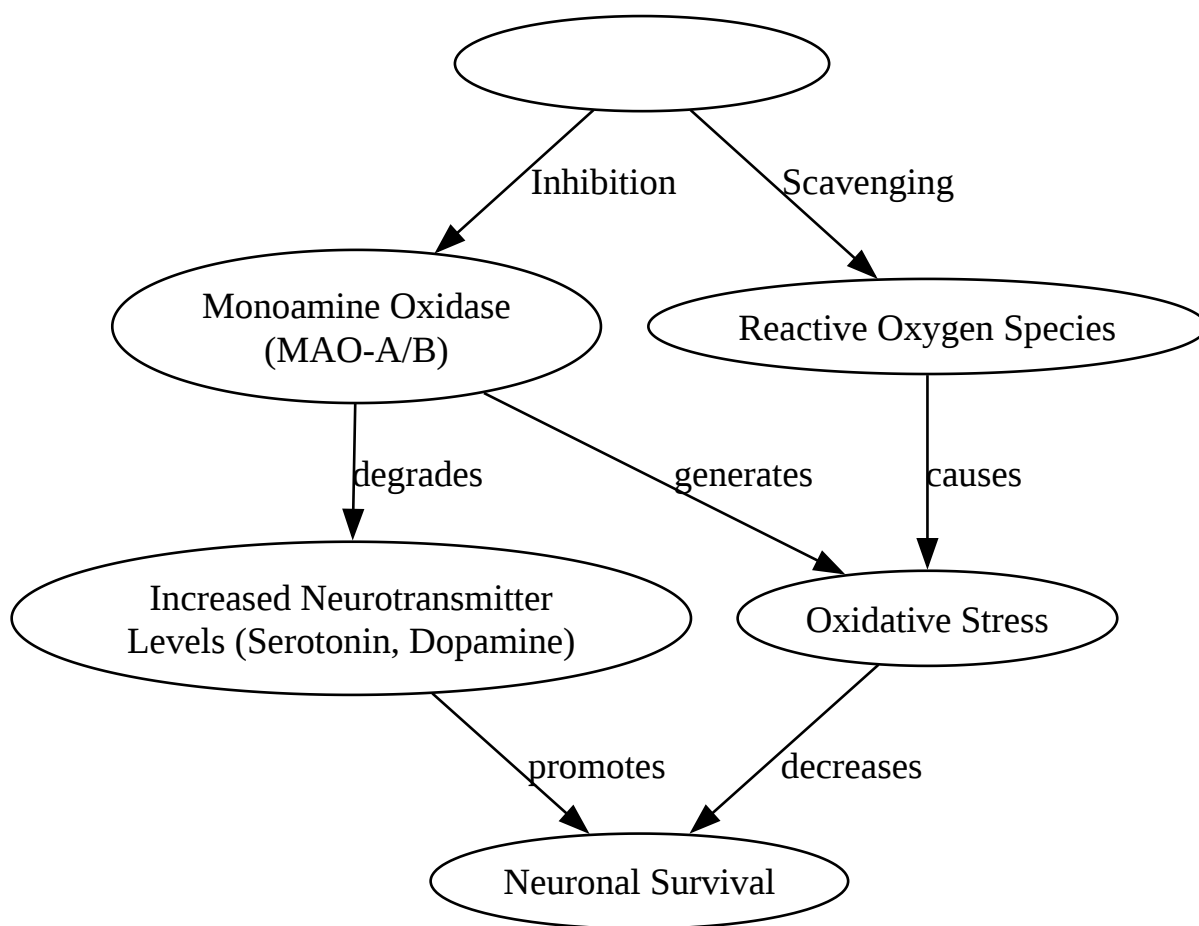 Inhibition
Scavenging
Monoamine Oxidase
(MAO-A/B)
Reactive Oxygen Species
degrades
generates
causes
Increased Neurotransmitter
Levels (Serotonin, Dopamine)
Oxidative Stress
promotes
decreases
Neuronal Survival